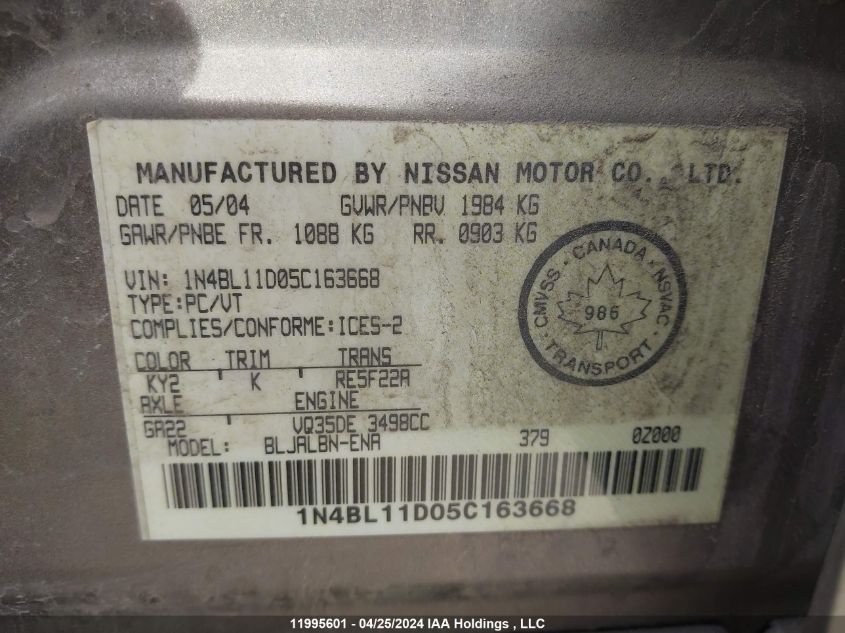 MANUFACTURED BY NISSAN MOTOR CO., LTD.
DATE 05/04 GVWR/PNBV 1984 KG
GAWR/PNBE FR. 1088 KG RR. 0903 KG
VIN: 1N4BL11D05C163668
TYPE:PC/VT
COMPLIES/CONFORME:ICES-2
CMVSS · CANADA · NSVAC
986
· TRANSPORT ·
COLOR TRIM TRANS
KY2 ' K ' RE5F22A
AXLE ENGINE
GA22 ' VQ35DE 3498CC
MODEL: BLJALBN-ENA 379 0Z000
1N4BL11D05C163668
11995601 - 04/25/2024 IAA Holdings , LLC